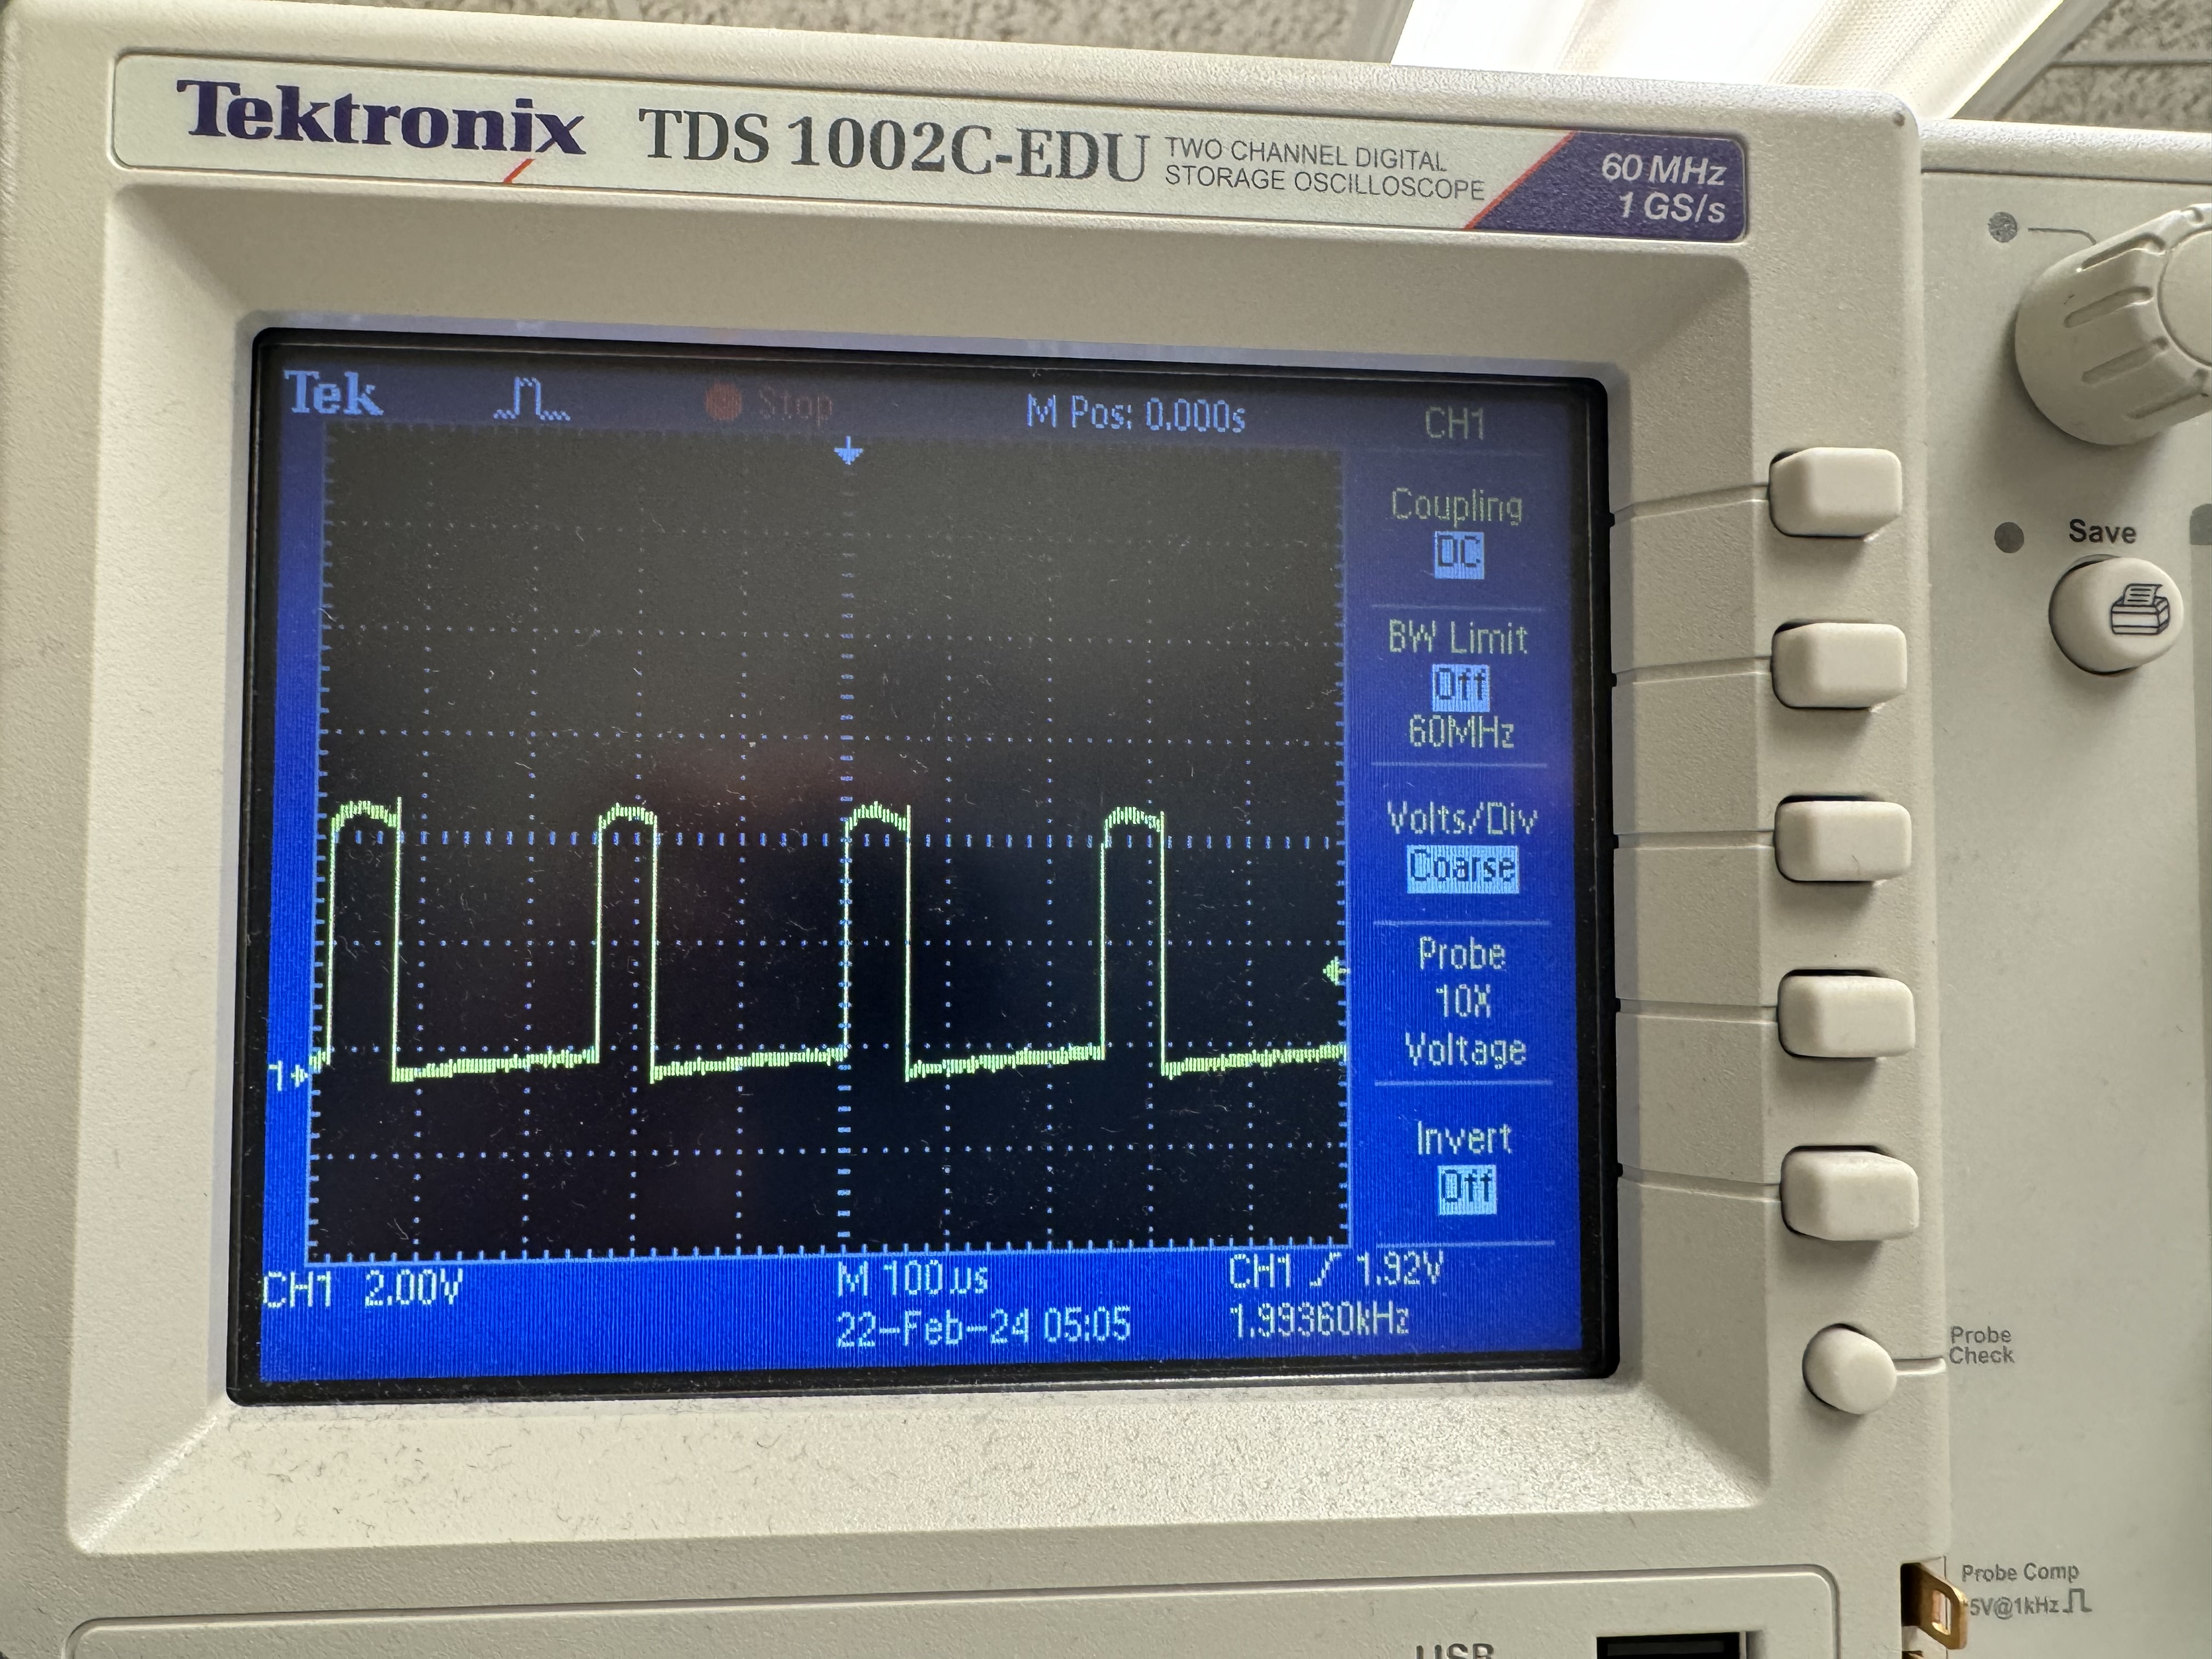 Tektronix TDS 1002C-EDU TWO CHANNEL DIGITAL
STORAGE OSCILLOSCOPE
60 MHz
1 GS/s
Tek Stop M Pos: 0.000s CH1
Coupling
DC
BW Limit
Off
60MHz
Volts/Div
Coarse
Probe
10X
Voltage
Invert
Off
1
CH1 2.00V M 100µs CH1 1.92V
22-Feb-24 05:05 1.99360kHz
Save
Probe
Check
Probe Comp
~5V@1kHz
USB